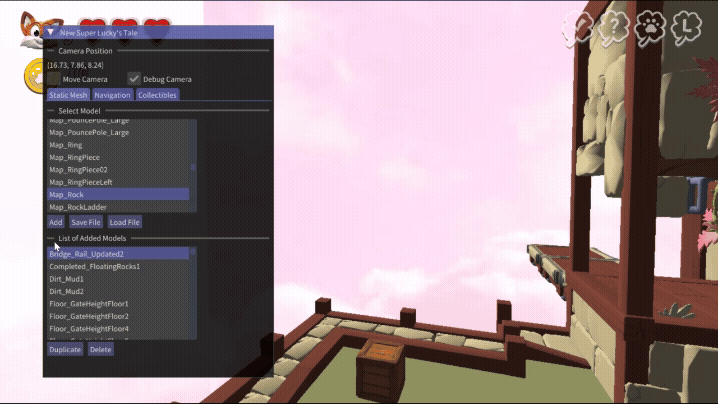 New Super Lucky's Tale
Camera Position
(16.73, 7.86, 8.24)
Move Camera
Debug Camera
Static Mesh
Navigation
Collectibles
Select Model
Map_PouncePole_Large
Map_PouncePole_Large
Map_Ring
Map_RingPiece
Map_RingPiece02
Map_RingPieceLeft
Map_Rock
Map_RockLadder
Add
Save File
Load File
List of Added Models
Bridge_Rail_Updated2
Completed_FloatingRocks1
Dirt_Mud1
Dirt_Mud2
Floor_GateHeightFloor1
Floor_GateHeightFloor2
Floor_GateHeightFloor4
Duplicate
Delete